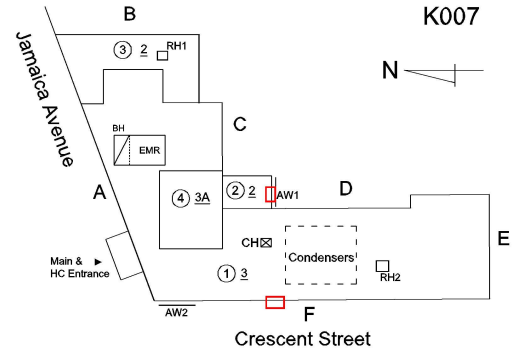 B
K007
③ 2
RH1
Jamaica Avenue
N
BH
EMR
C
A
④ 3A
② 2
AW1
D
E
CH
Condensers
Main &
HC Entrance
① 3
RH2
AW2
F
Crescent Street